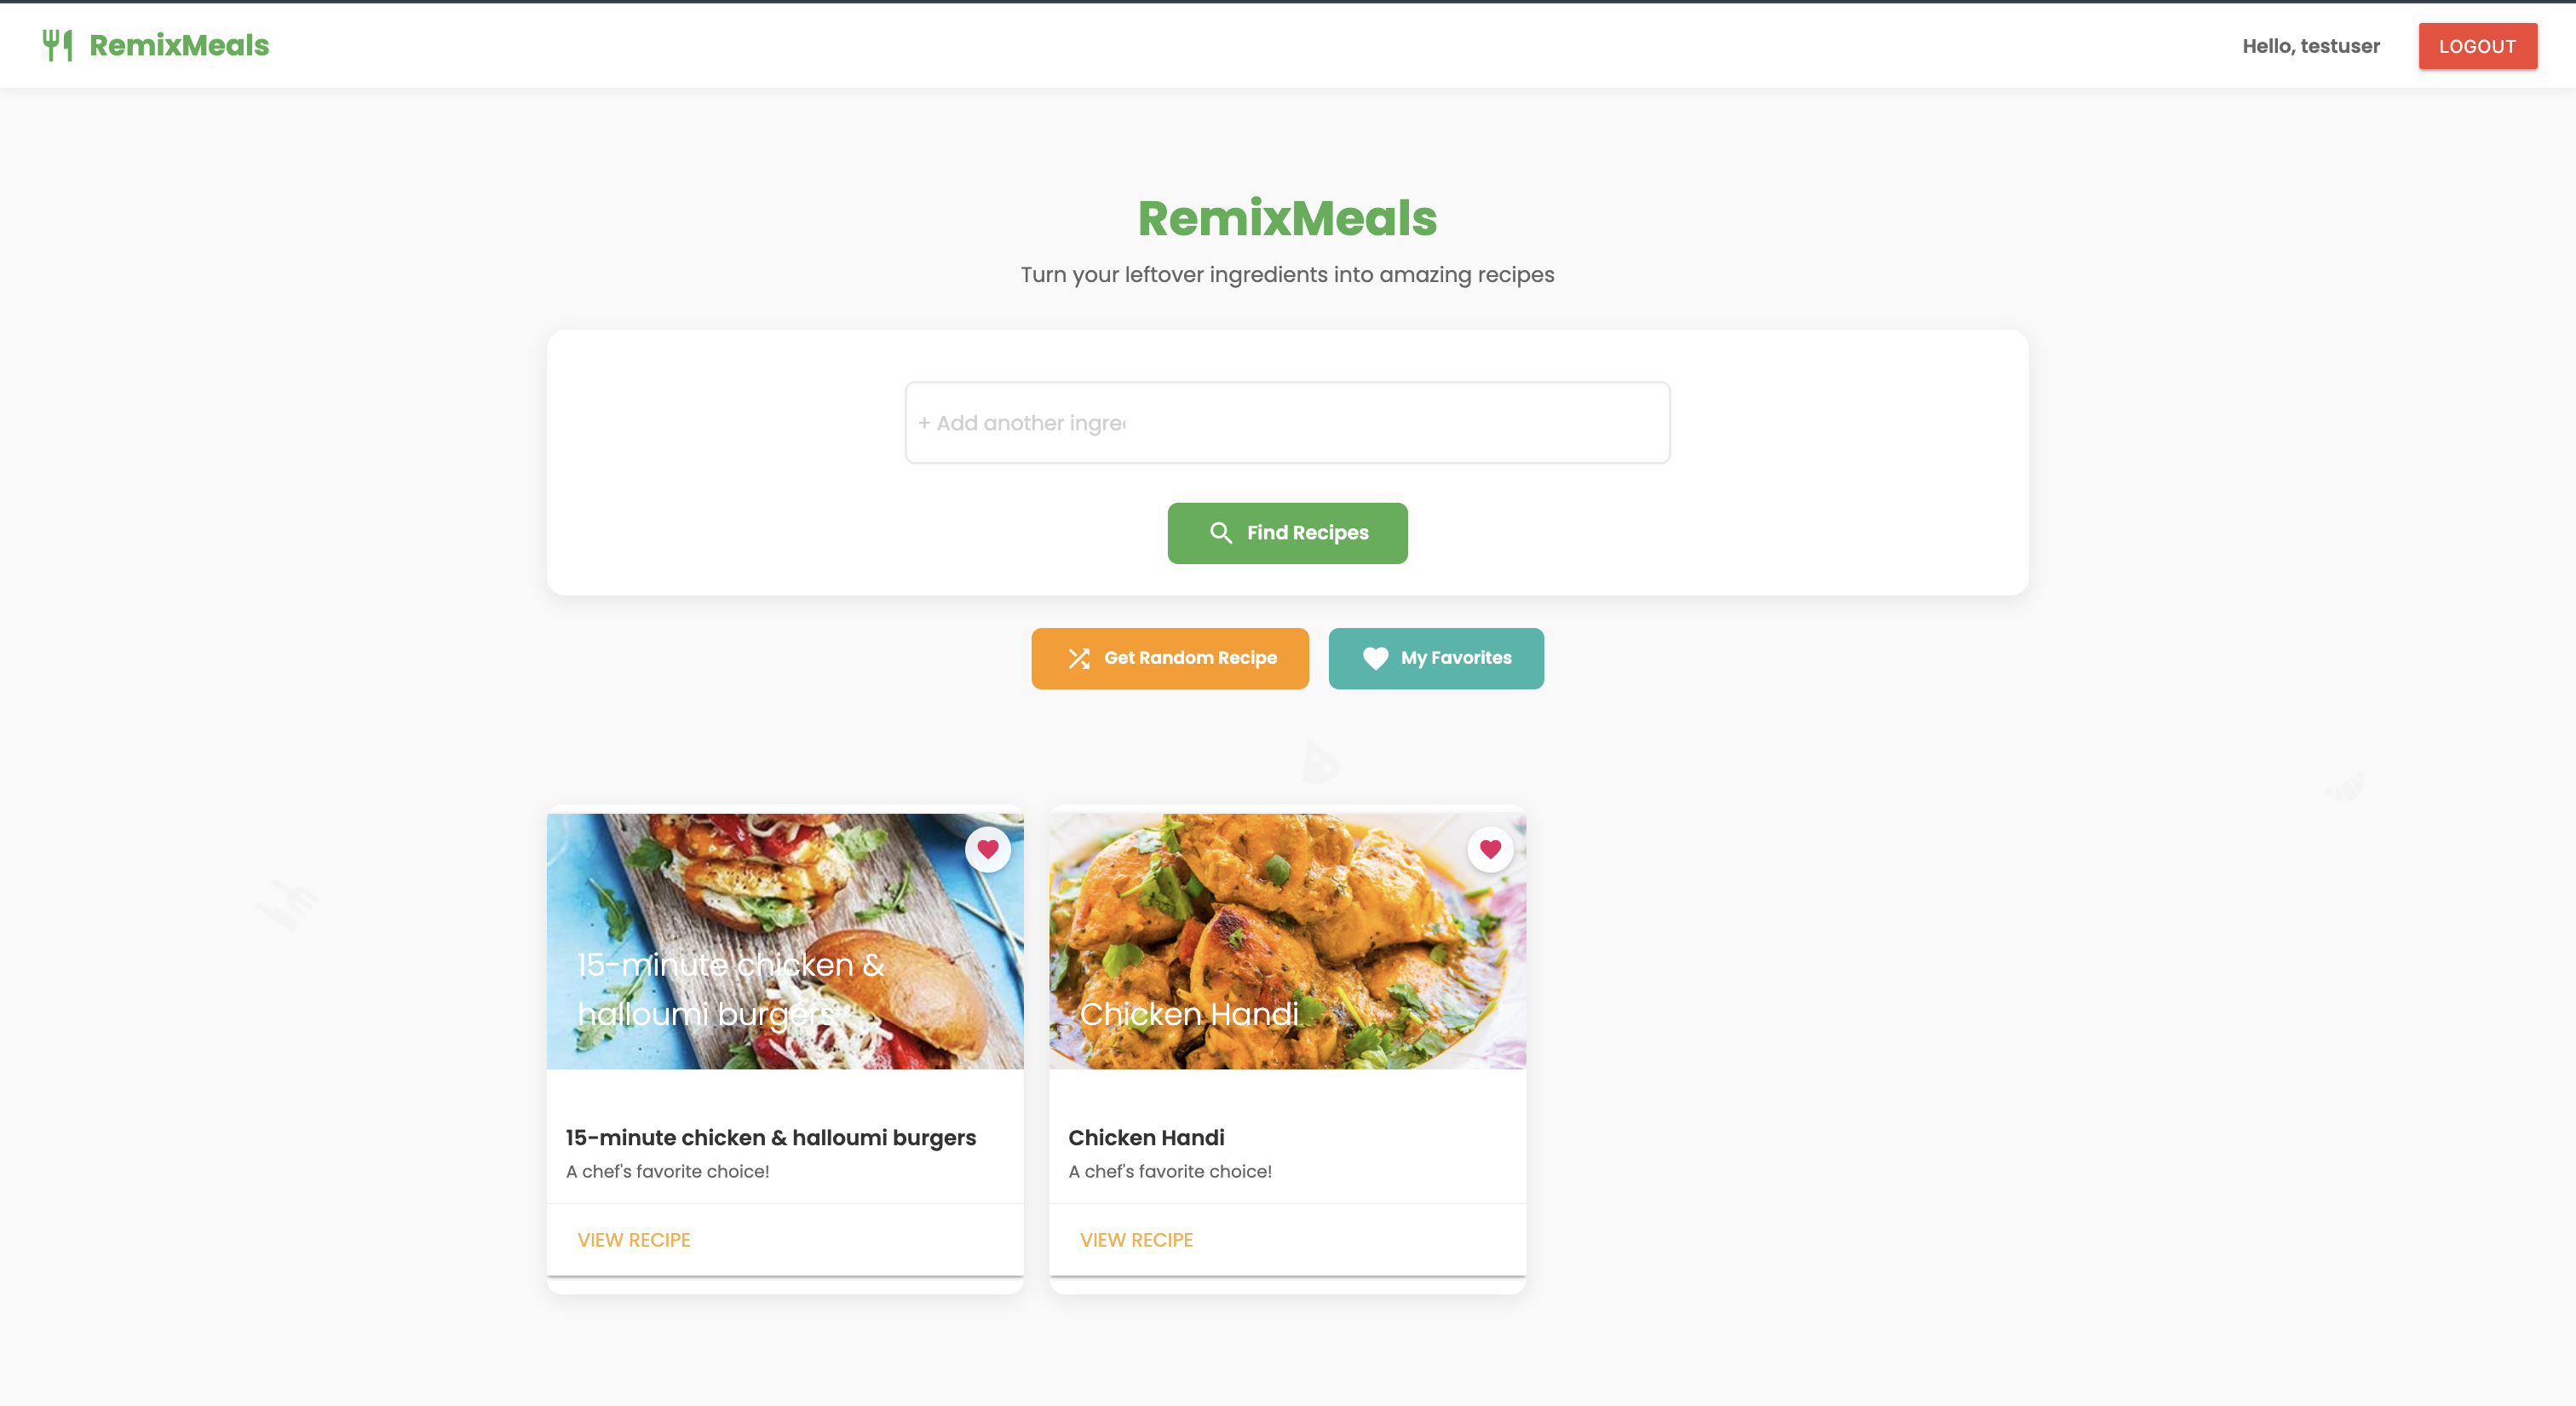 RemixMeals
Hello, testuser
LOGOUT
RemixMeals
Turn your leftover ingredients into amazing recipes
+ Add another ingre
Find Recipes
Get Random Recipe
My Favorites
15-minute chicken &
halloumi burgers
Chicken Handi
15-minute chicken & halloumi burgers
A chef's favorite choice!
VIEW RECIPE
Chicken Handi
A chef's favorite choice!
VIEW RECIPE